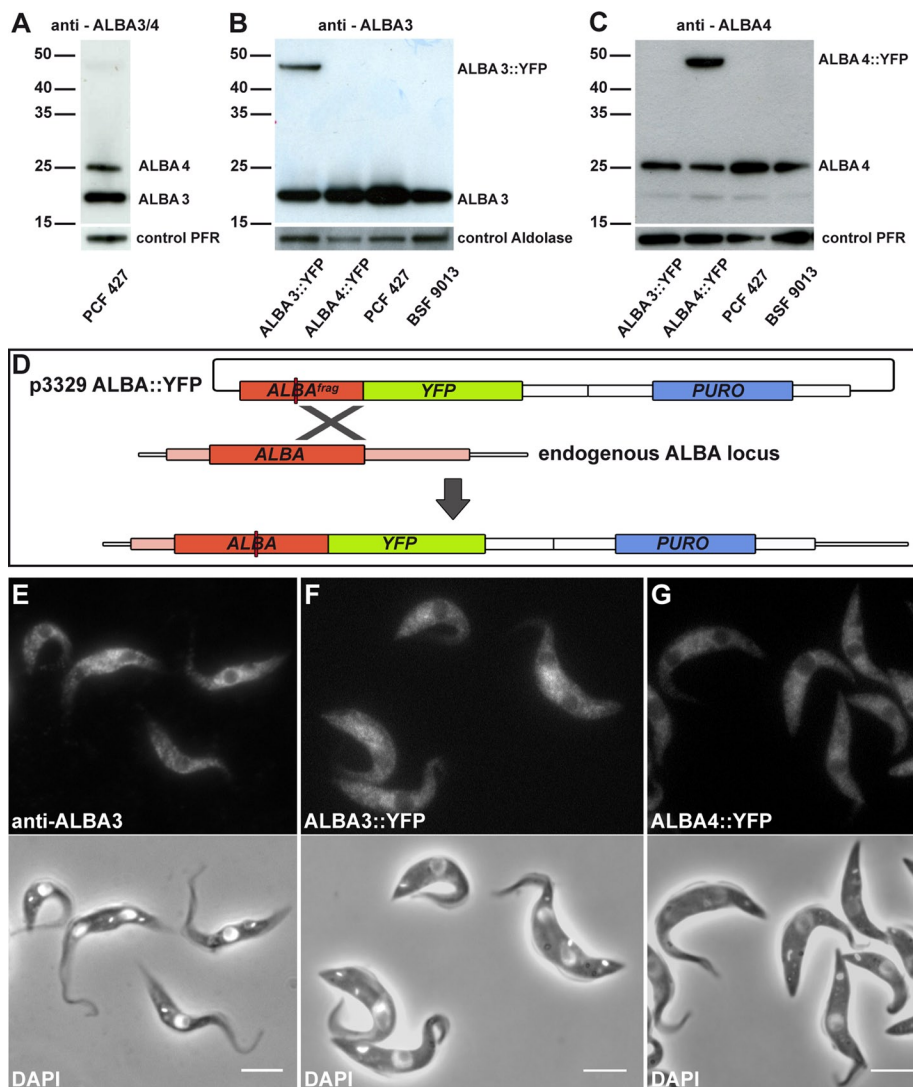 A
anti - ALBA3/4
50
40
35
25
15
ALBA 4
ALBA 3
control PFR
PCF 427
B
anti - ALBA3
50
40
35
25
15
ALBA 3::YFP
ALBA 3
control Aldolase
ALBA 3::YFP
ALBA 4::YFP
PCF 427
BSF 9013
C
anti - ALBA4
50
40
35
25
15
ALBA 4::YFP
ALBA 4
control PFR
ALBA 3::YFP
ALBA 4::YFP
PCF 427
BSF 9013
D
p3329 ALBA::YFP
ALBAfrag
YFP
PURO
ALBA
endogenous ALBA locus
ALBA
YFP
PURO
E
anti-ALBA3
DAPI
F
ALBA3::YFP
DAPI
G
ALBA4::YFP
DAPI